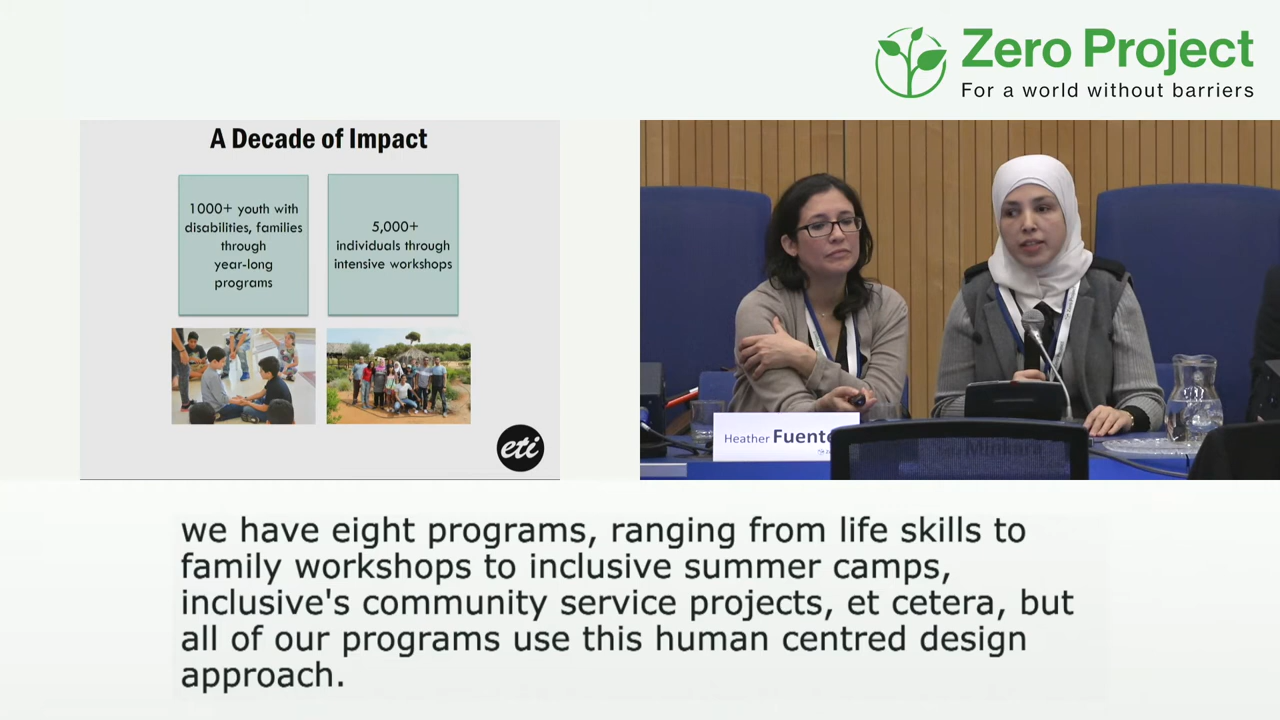 Zero Project
For a world without barriers
A Decade of Impact
1000+ youth with
disabilities, families
through
year-long
programs
5,000+
individuals through
intensive workshops
eti
Heather Fuente
Minkara
we have eight programs, ranging from life skills to
family workshops to inclusive summer camps,
inclusive's community service projects, et cetera, but
all of our programs use this human centred design
approach.